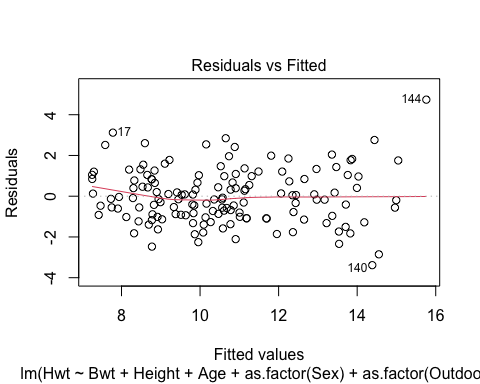 Residuals vs Fitted
Residuals
4
2
0
-2
-4
144
17
140
8 10 12 14 16
Fitted values
lm(Hwt ~ Bwt + Height + Age + as.factor(Sex) + as.factor(Outdoo